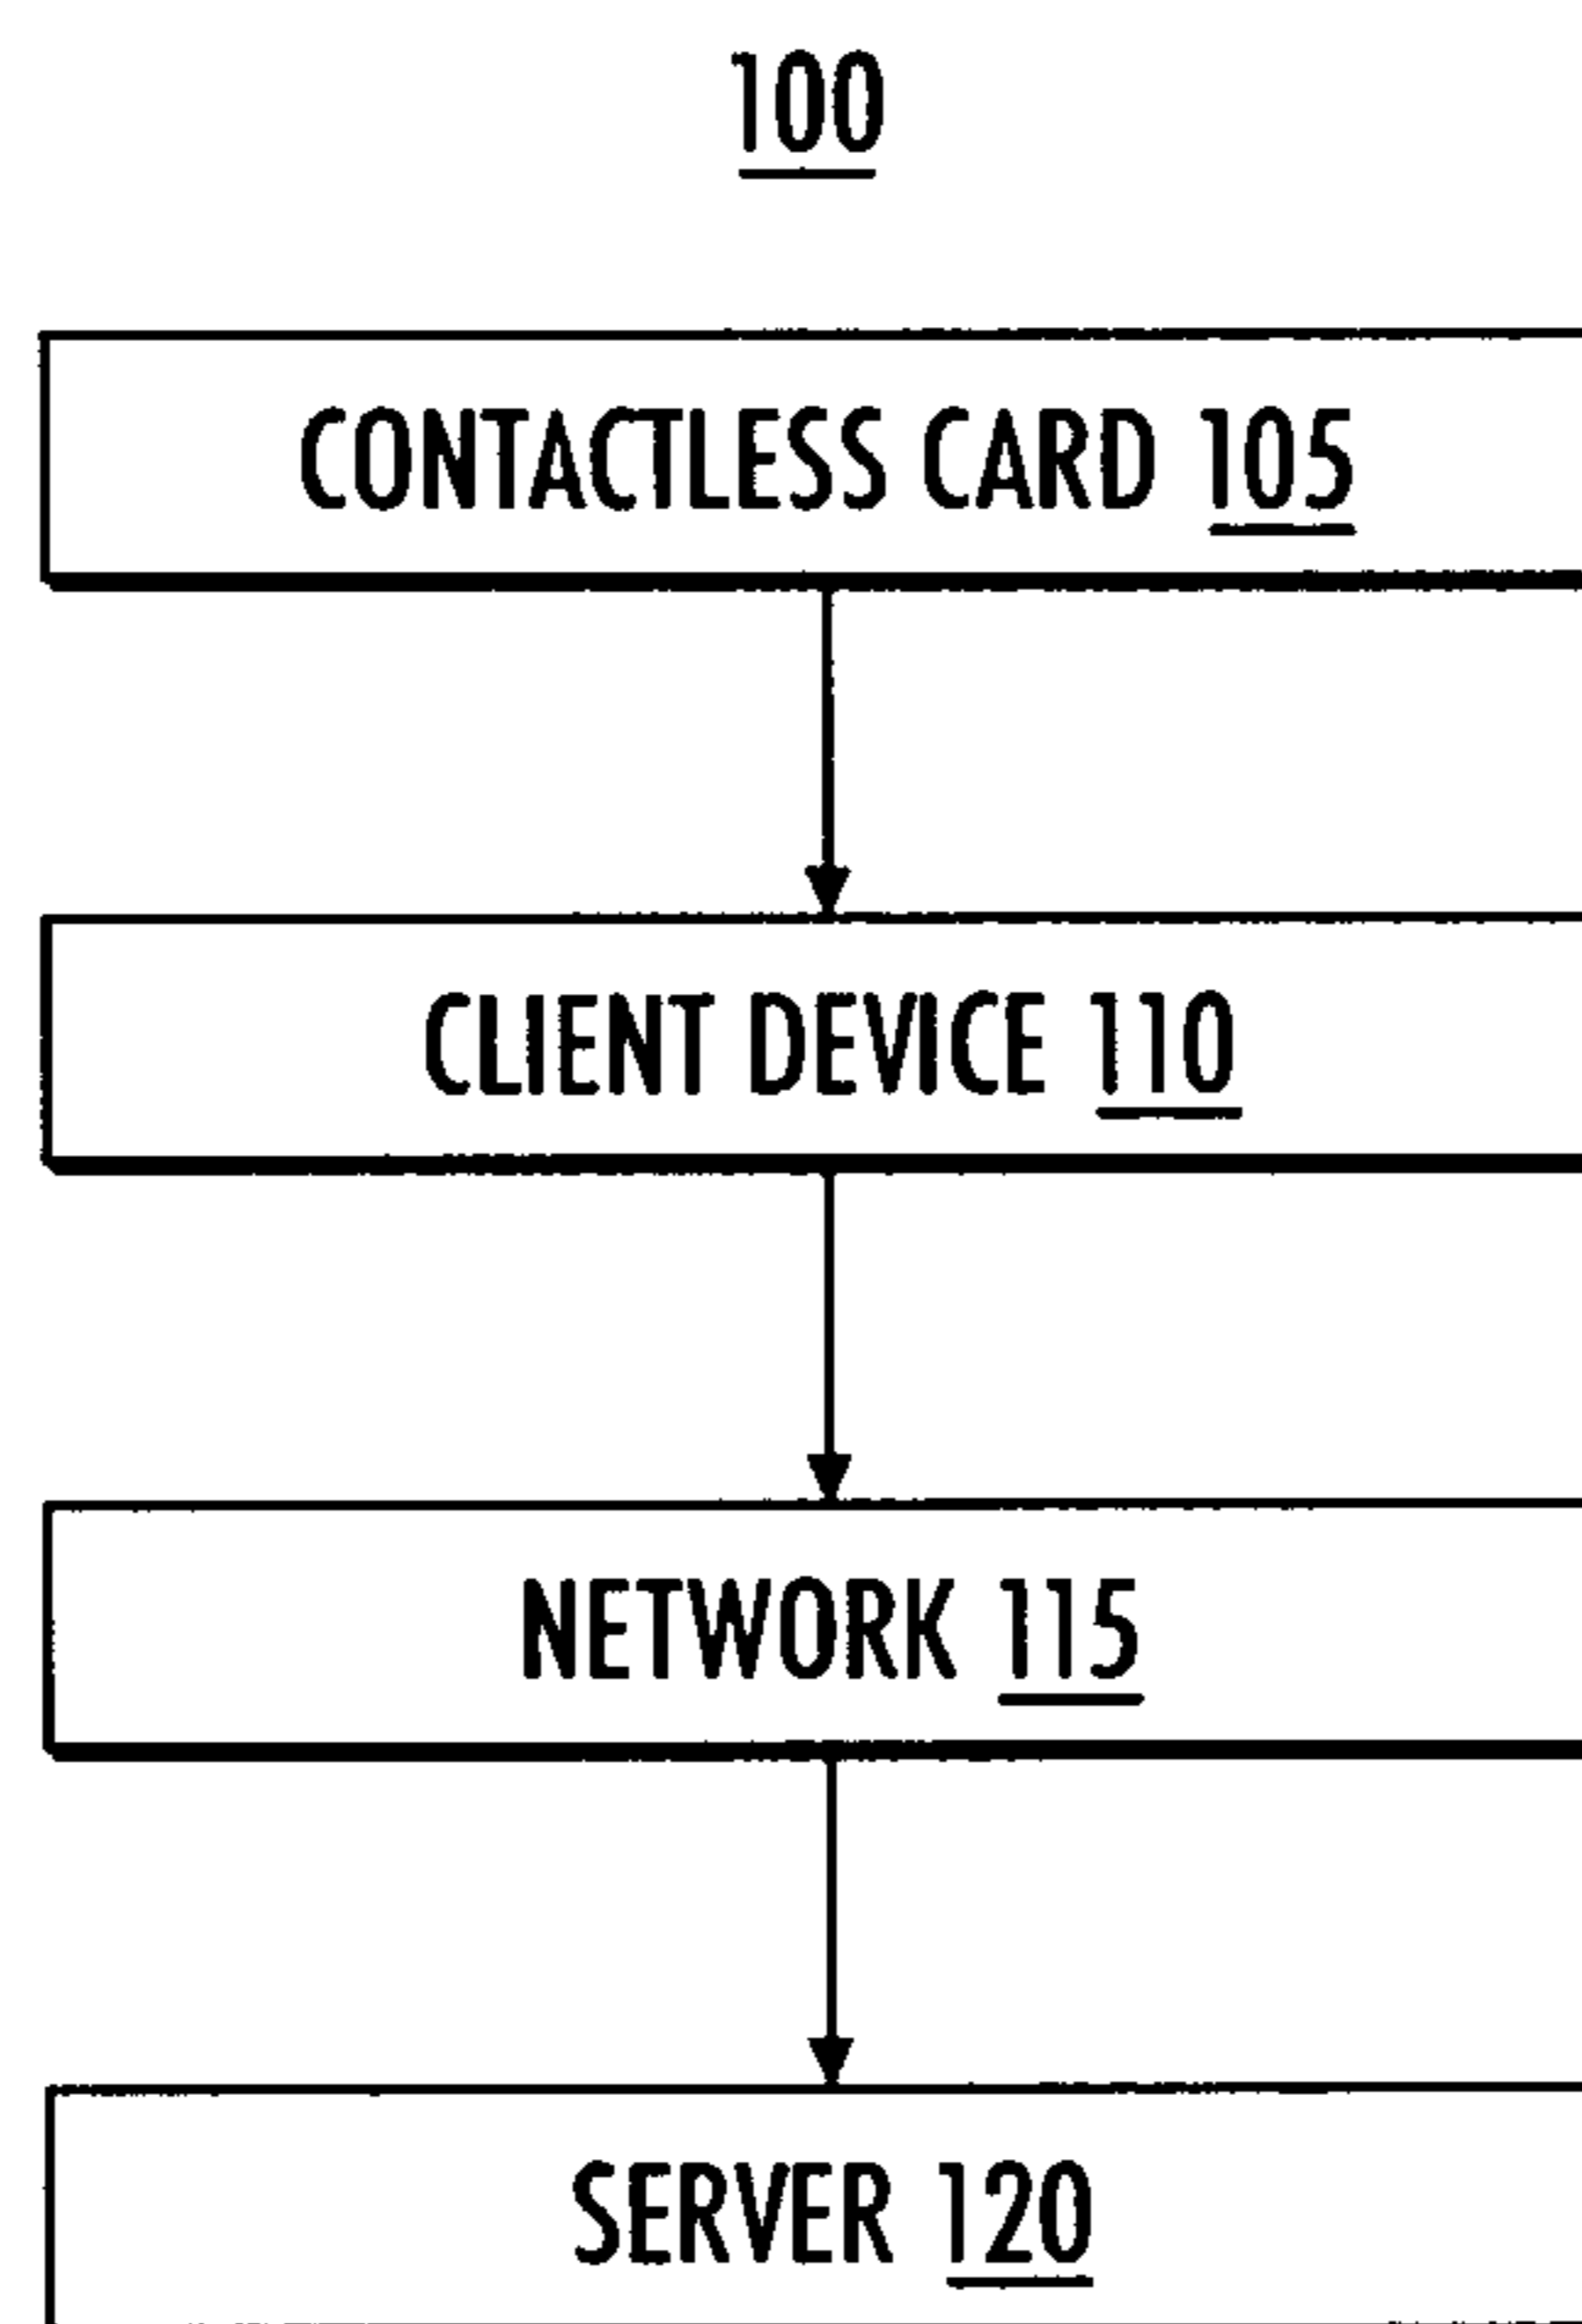 100
CONTACTLESS CARD 105
CLIENT DEVICE 110
NETWORK 115
SERVER 120